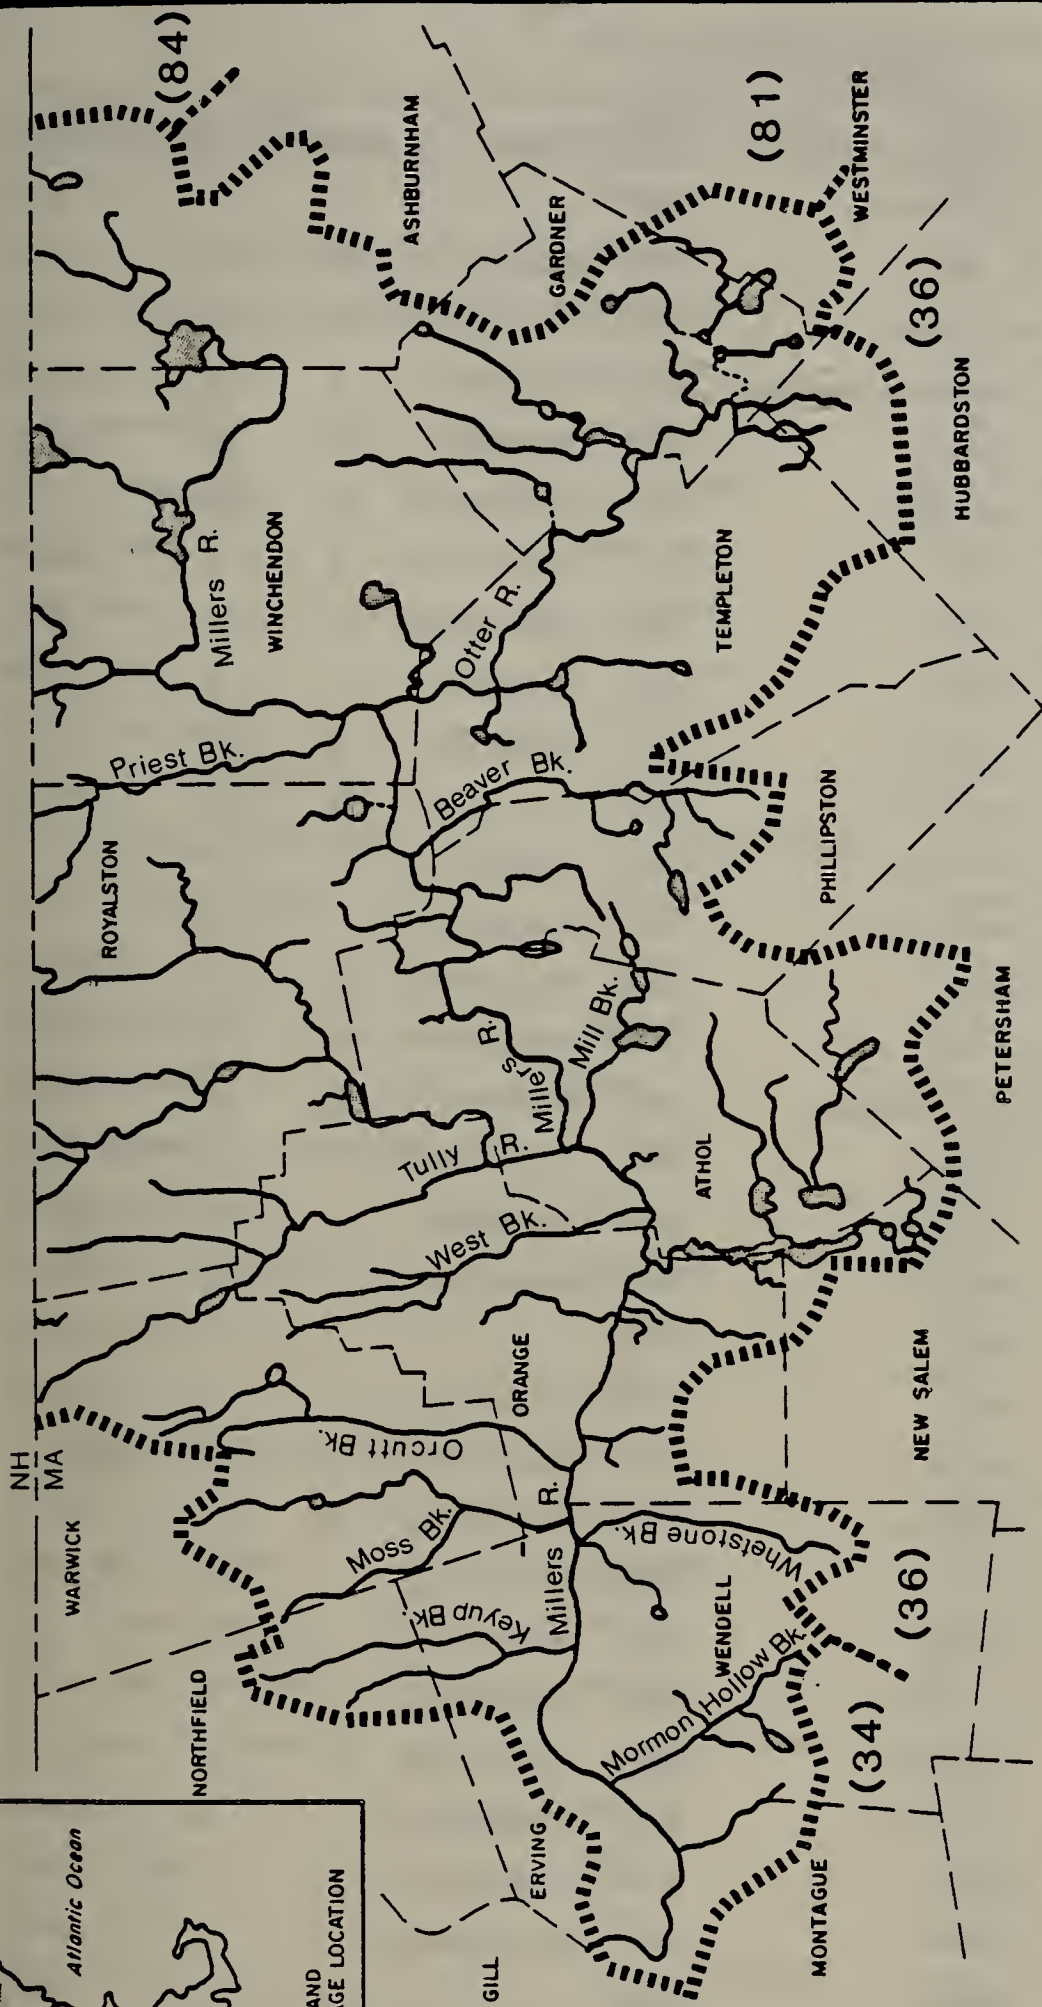 (84)
ASHBURNHAM
(81)
WESTMINSTER
GARDNER
(36)
HUBBARDSTON
Millers R.
WINCHENDON
Otter R.
TEMPLETON
Priest Bk.
Beaver Bk.
PHILLIPSTON
ROYALSTON
Millers R.
Mill Bk.
PETERSHAM
Tully R.
ATHOL
West Bk.
ORANGE
NEW SALEM
NH
MA
Orcutt Bk.
WARWICK
Moss Bk.
Millers R.
Whetstone Bk.
Keyup Bk.
WENDELL
(36)
Mormon Hollow Bk.
(34)
NORTHFIELD
ERVING
MONTAGUE
GILL
Atlantic Ocean
AND
GE LOCATION